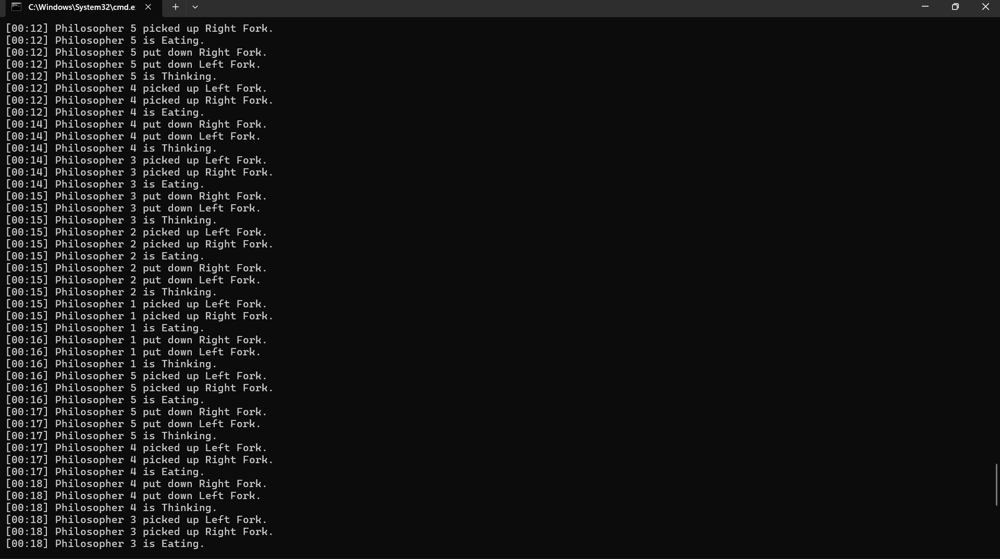 C:\Windows\System32\cmd.e
[00:12] Philosopher 5 picked up Right Fork.
[00:12] Philosopher 5 is Eating.
[00:12] Philosopher 5 put down Right Fork.
[00:12] Philosopher 5 put down Left Fork.
[00:12] Philosopher 5 is Thinking.
[00:12] Philosopher 4 picked up Left Fork.
[00:12] Philosopher 4 picked up Right Fork.
[00:12] Philosopher 4 is Eating.
[00:14] Philosopher 4 put down Right Fork.
[00:14] Philosopher 4 put down Left Fork.
[00:14] Philosopher 4 is Thinking.
[00:14] Philosopher 3 picked up Left Fork.
[00:14] Philosopher 3 picked up Right Fork.
[00:14] Philosopher 3 is Eating.
[00:15] Philosopher 3 put down Right Fork.
[00:15] Philosopher 3 put down Left Fork.
[00:15] Philosopher 3 is Thinking.
[00:15] Philosopher 2 picked up Left Fork.
[00:15] Philosopher 2 picked up Right Fork.
[00:15] Philosopher 2 is Eating.
[00:15] Philosopher 2 put down Right Fork.
[00:15] Philosopher 2 put down Left Fork.
[00:15] Philosopher 2 is Thinking.
[00:15] Philosopher 1 picked up Left Fork.
[00:15] Philosopher 1 picked up Right Fork.
[00:15] Philosopher 1 is Eating.
[00:16] Philosopher 1 put down Right Fork.
[00:16] Philosopher 1 put down Left Fork.
[00:16] Philosopher 1 is Thinking.
[00:16] Philosopher 5 picked up Left Fork.
[00:16] Philosopher 5 picked up Right Fork.
[00:16] Philosopher 5 is Eating.
[00:17] Philosopher 5 put down Right Fork.
[00:17] Philosopher 5 put down Left Fork.
[00:17] Philosopher 5 is Thinking.
[00:17] Philosopher 4 picked up Left Fork.
[00:17] Philosopher 4 picked up Right Fork.
[00:17] Philosopher 4 is Eating.
[00:18] Philosopher 4 put down Right Fork.
[00:18] Philosopher 4 put down Left Fork.
[00:18] Philosopher 4 is Thinking.
[00:18] Philosopher 3 picked up Left Fork.
[00:18] Philosopher 3 picked up Right Fork.
[00:18] Philosopher 3 is Eating.